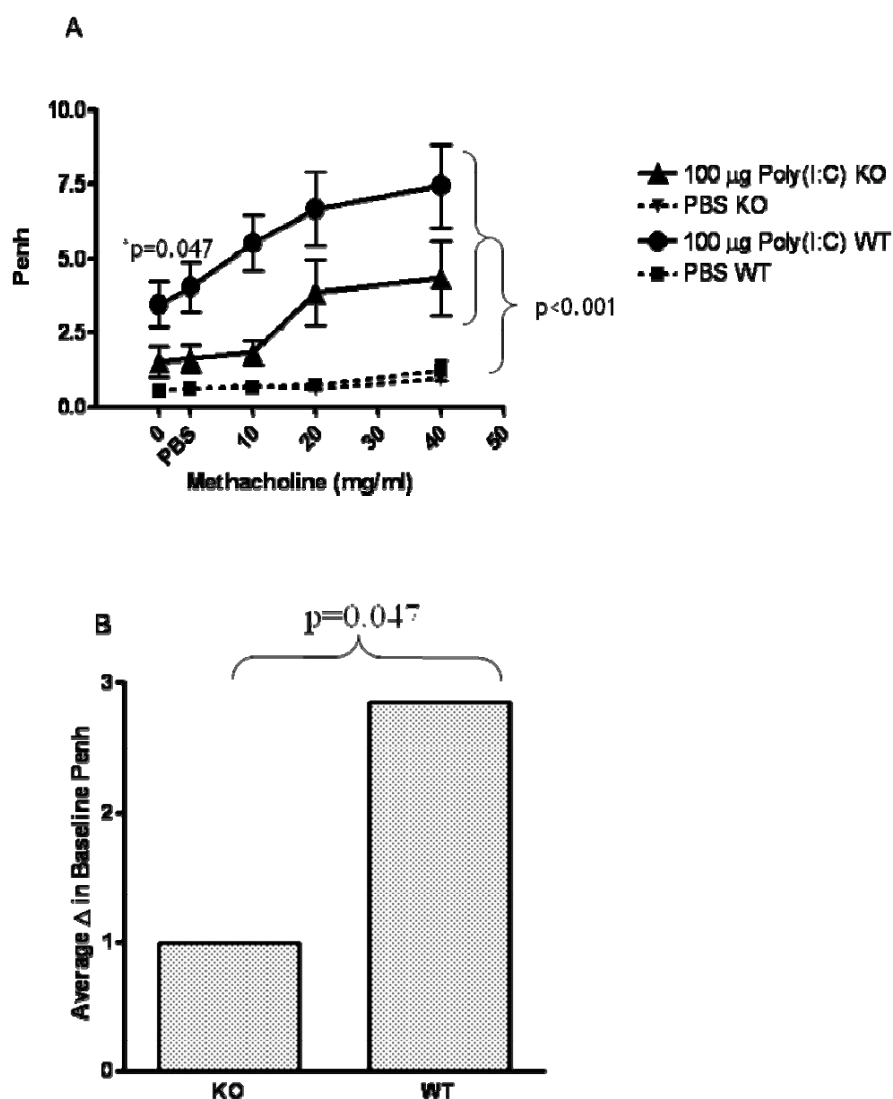 A
10.0
7.5
5.0
2.5
0.0
Penh
*p=0.047
p<0.001
100 µg Poly(I:C) KO
PBS KO
100 µg Poly(I:C) WT
PBS WT
0 PBS 10 20 30 40 50
Methacholine (mg/ml)
B
p=0.047
3
2
1
0
Average Δ in Baseline Penh
KO WT